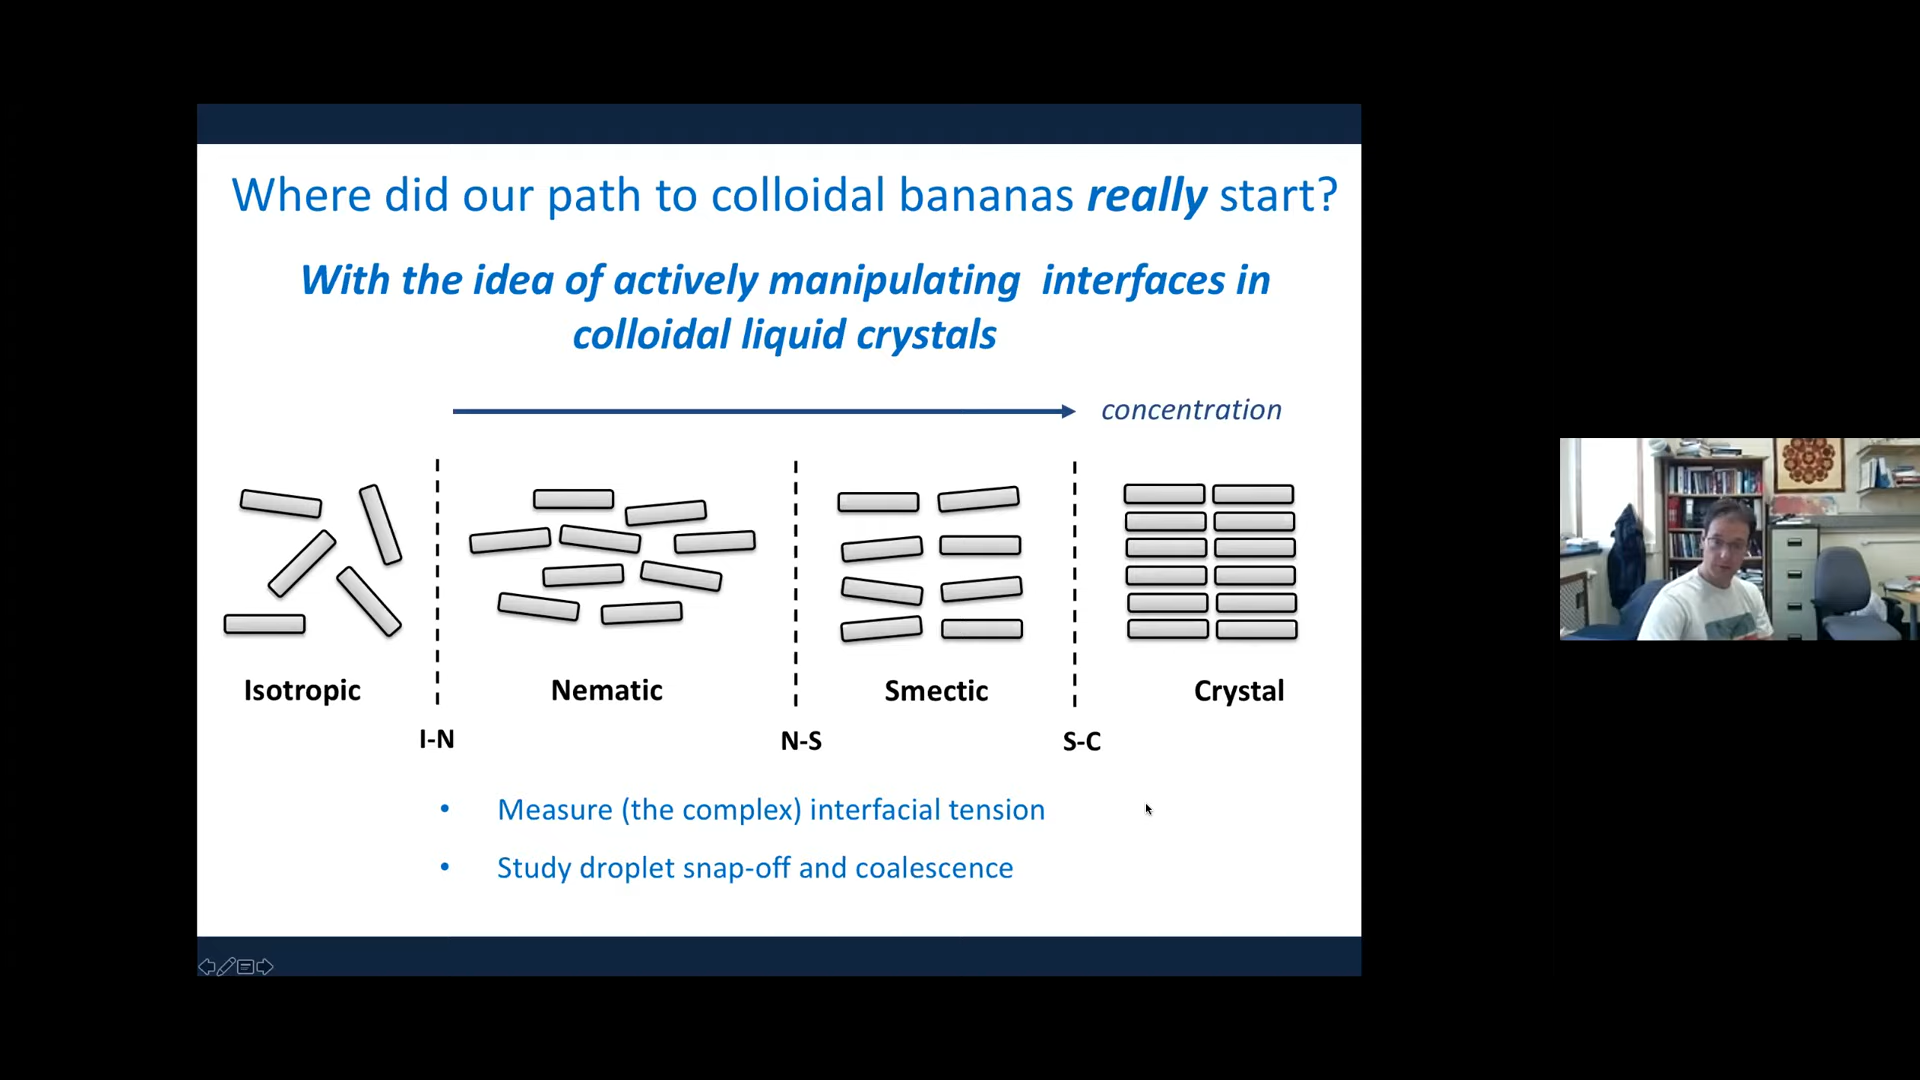 Where did our path to colloidal bananas really start?
With the idea of actively manipulating  interfaces in
colloidal liquid crystals
concentration
Isotropic
Nematic
Smectic
Crystal
I-N
N-S
S-C
• Measure (the complex) interfacial tension
• Study droplet snap-off and coalescence